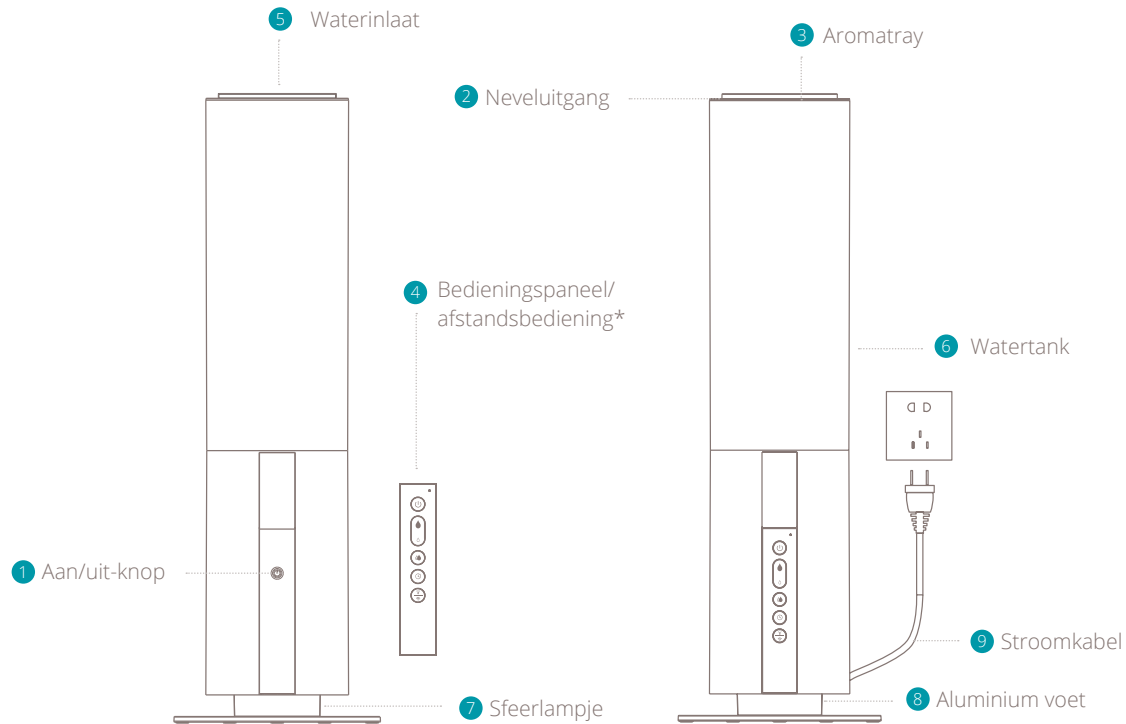 5 Waterinlaat
3 Aromatray
2 Neveluitgang
4 Bedieningspaneel/
afstandsbediening*
6 Watertank
1 Aan/uit-knop
9 Stroomkabel
7 Sfeerlampje
8 Aluminium voet